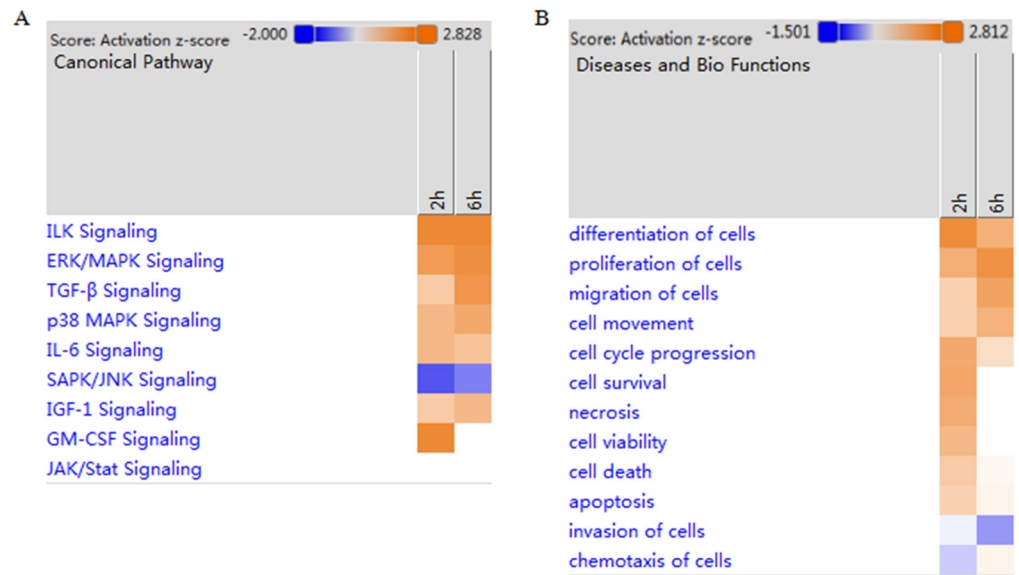 A
Score: Activation z-score -2.000 2.828
Canonical Pathway
2h 6h
ILK Signaling
ERK/MAPK Signaling
TGF-β Signaling
p38 MAPK Signaling
IL-6 Signaling
SAPK/JNK Signaling
IGF-1 Signaling
GM-CSF Signaling
JAK/Stat Signaling
B
Score: Activation z-score -1.501 2.812
Diseases and Bio Functions
2h 6h
differentiation of cells
proliferation of cells
migration of cells
cell movement
cell cycle progression
cell survival
necrosis
cell viability
cell death
apoptosis
invasion of cells
chemotaxis of cells